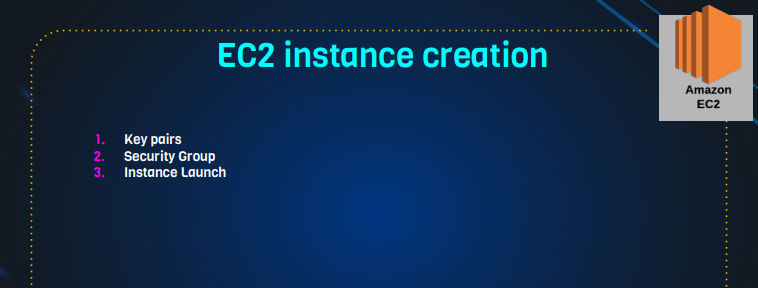 EC2 instance creation
Amazon
EC2
1. Key pairs
2. Security Group
3. Instance Launch